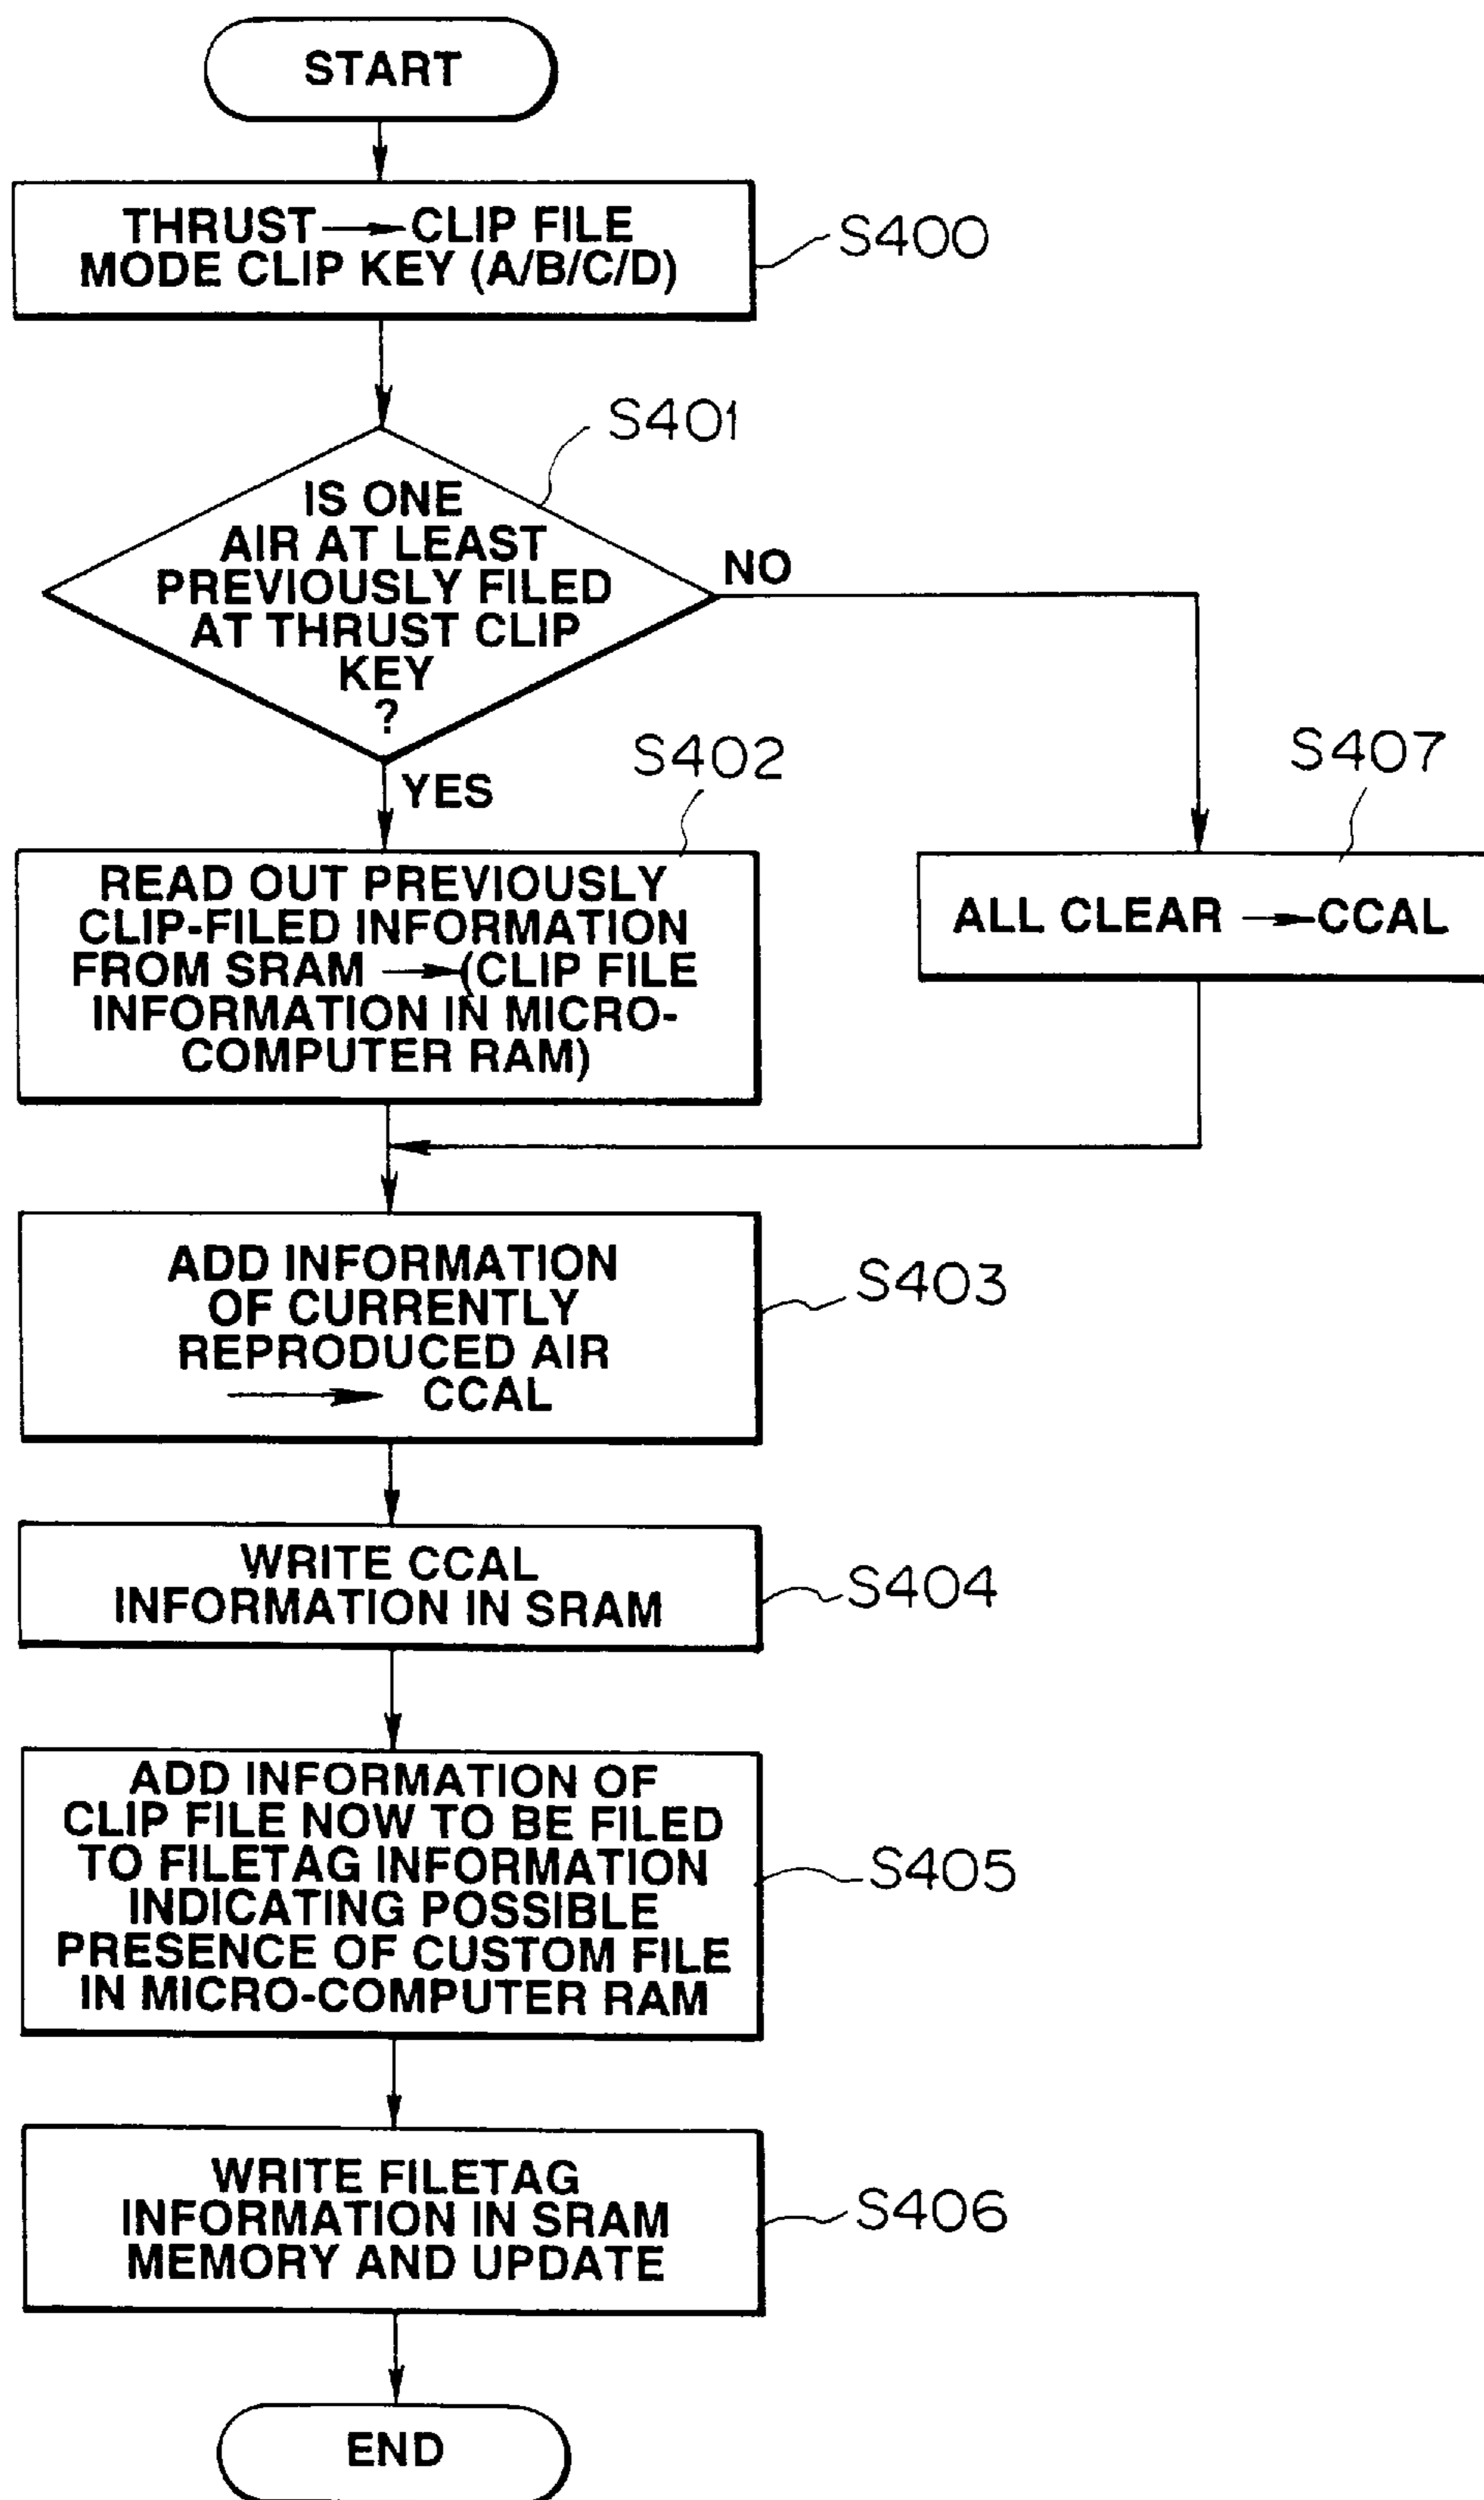 START
THRUST → CLIP FILE
MODE CLIP KEY (A/B/C/D)
S400
S401
IS ONE
AIR AT LEAST
PREVIOUSLY FILED
AT THRUST CLIP
KEY
?
NO
YES
S402
S407
READ OUT PREVIOUSLY
CLIP-FILED INFORMATION
FROM SRAM → (CLIP FILE
INFORMATION IN MICRO-
COMPUTER RAM)
ALL CLEAR → CCAL
ADD INFORMATION
OF CURRENTLY
REPRODUCED AIR
→ CCAL
S403
WRITE CCAL
INFORMATION IN SRAM
S404
ADD INFORMATION OF
CLIP FILE NOW TO BE FILED
TO FILETAG INFORMATION
INDICATING POSSIBLE
PRESENCE OF CUSTOM FILE
IN MICRO-COMPUTER RAM
S405
WRITE FILETAG
INFORMATION IN SRAM
MEMORY AND UPDATE
S406
END